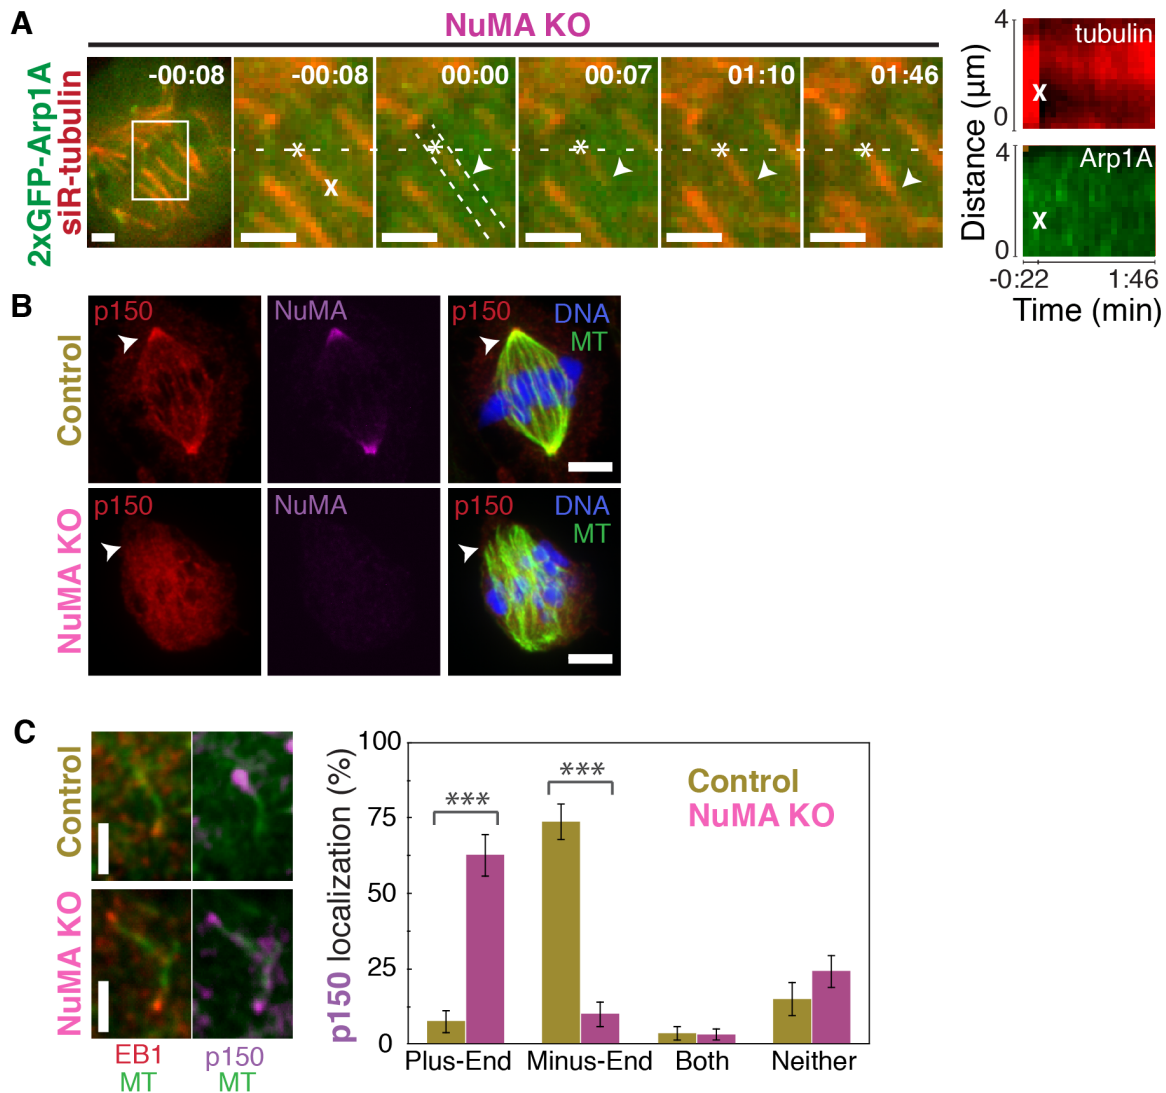 A
NuMA KO
2xGFP-Arp1A
siR-tubulin
-00:08
-00:08
00:00
00:07
01:10
01:46
*
x
*
*
*
*
Distance (µm)
4
0
tubulin
x
4
0
Arp1A
x
-0:22
1:46
Time (min)
B
Control
p150
NuMA
p150
DNA
MT
NuMA KO
p150
NuMA
p150
DNA
MT
C
Control
NuMA KO
EB1
MT
p150
MT
p150 localization (%)
100
75
50
25
0
***
***
Control
NuMA KO
Plus-End
Minus-End
Both
Neither